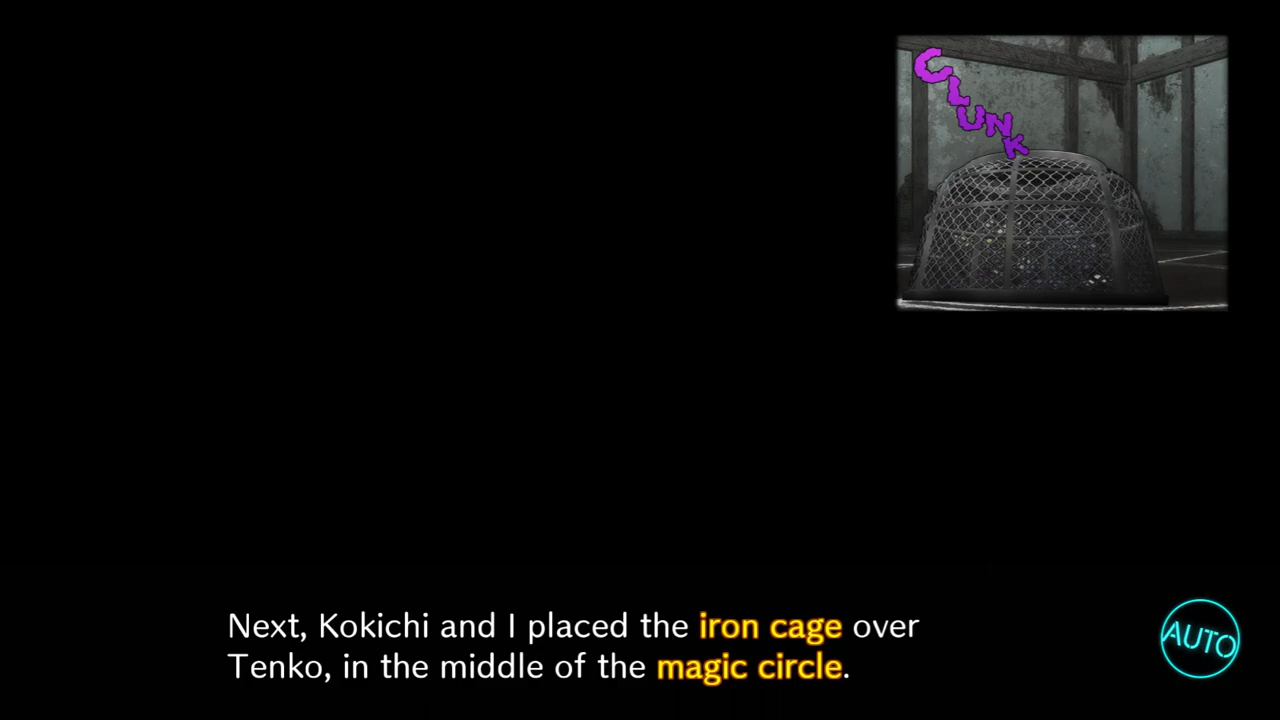 CLUNK
Next, Kokichi and I placed the iron cage over
Tenko, in the middle of the magic circle.
AUTO